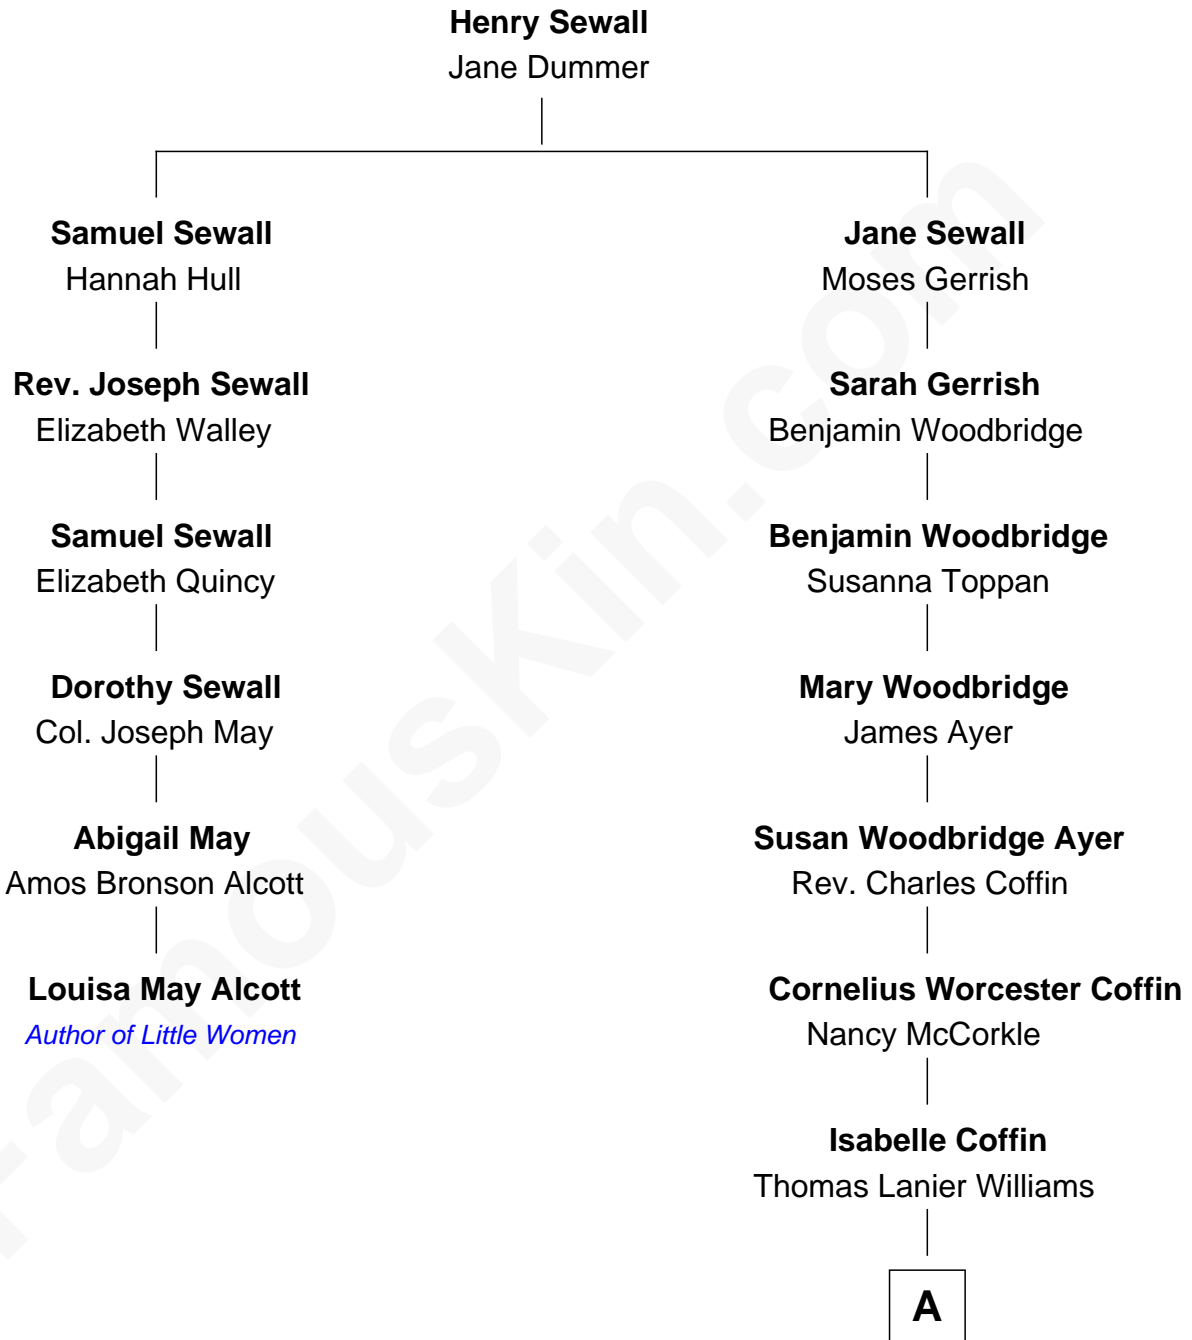 Henry Sewall
Jane Dummer
Samuel Sewall
Hannah Hull
Rev. Joseph Sewall
Elizabeth Walley
Samuel Sewall
Elizabeth Quincy
Dorothy Sewall
Col. Joseph May
Abigail May
Amos Bronson Alcott
Louisa May Alcott
Author of Little Women
Jane Sewall
Moses Gerrish
Sarah Gerrish
Benjamin Woodbridge
Benjamin Woodbridge
Susanna Toppan
Mary Woodbridge
James Ayer
Susan Woodbridge Ayer
Rev. Charles Coffin
Cornelius Worcester Coffin
Nancy McCorkle
Isabelle Coffin
Thomas Lanier Williams
A
FamousKin.com